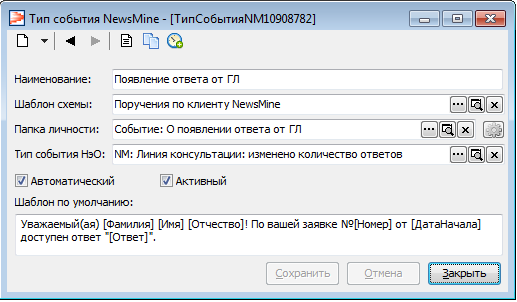 Тип события NewsMine - [ТипСобытияNM10908782]
Наименование: Появление ответа от ГЛ
Шаблон схемы: Поручения по клиенту NewsMine
Папка личности: Событие: О появлении ответа от ГЛ
Тип события НэО: NM: Линия консультации: изменено количество ответов
Автоматический Активный
Шаблон по умолчанию:
Уважаемый(ая) [Фамилия] [Имя] [Отчество]! По вашей заявке №[Номер] от [ДатаНачала]
доступен ответ "[Ответ]".
Сохранить Отмена Закрыть